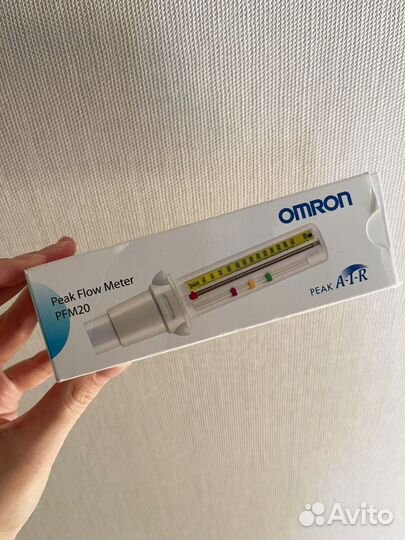 OMRON
Peak Flow Meter
PFM20
PEAK A-I-R
Avito